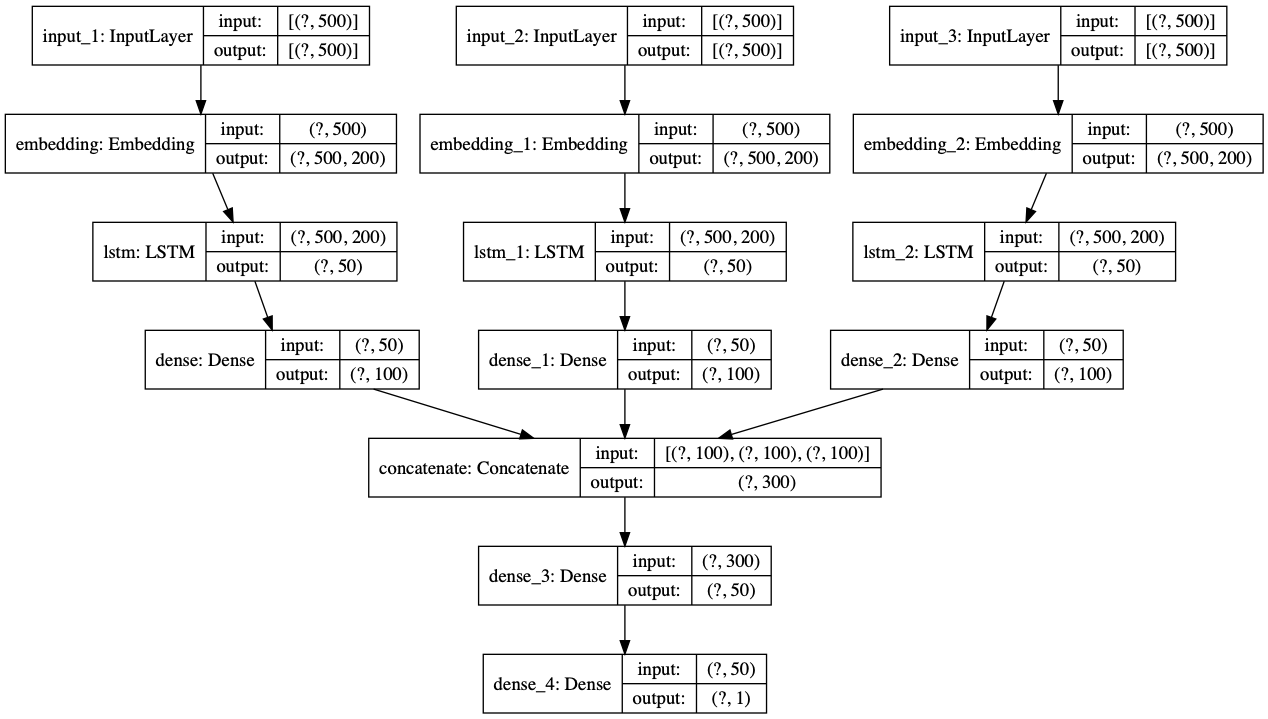 input_1: InputLayer
input: [(?, 500)]
output: [(?, 500)]
input_2: InputLayer
input: [(?, 500)]
output: [(?, 500)]
input_3: InputLayer
input: [(?, 500)]
output: [(?, 500)]
embedding: Embedding
input: (?, 500)
output: (?, 500, 200)
embedding_1: Embedding
input: (?, 500)
output: (?, 500, 200)
embedding_2: Embedding
input: (?, 500)
output: (?, 500, 200)
lstm: LSTM
input: (?, 500, 200)
output: (?, 50)
lstm_1: LSTM
input: (?, 500, 200)
output: (?, 50)
lstm_2: LSTM
input: (?, 500, 200)
output: (?, 50)
dense: Dense
input: (?, 50)
output: (?, 100)
dense_1: Dense
input: (?, 50)
output: (?, 100)
dense_2: Dense
input: (?, 50)
output: (?, 100)
concatenate: Concatenate
input: [(?, 100), (?, 100), (?, 100)]
output: (?, 300)
dense_3: Dense
input: (?, 300)
output: (?, 50)
dense_4: Dense
input: (?, 50)
output: (?, 1)